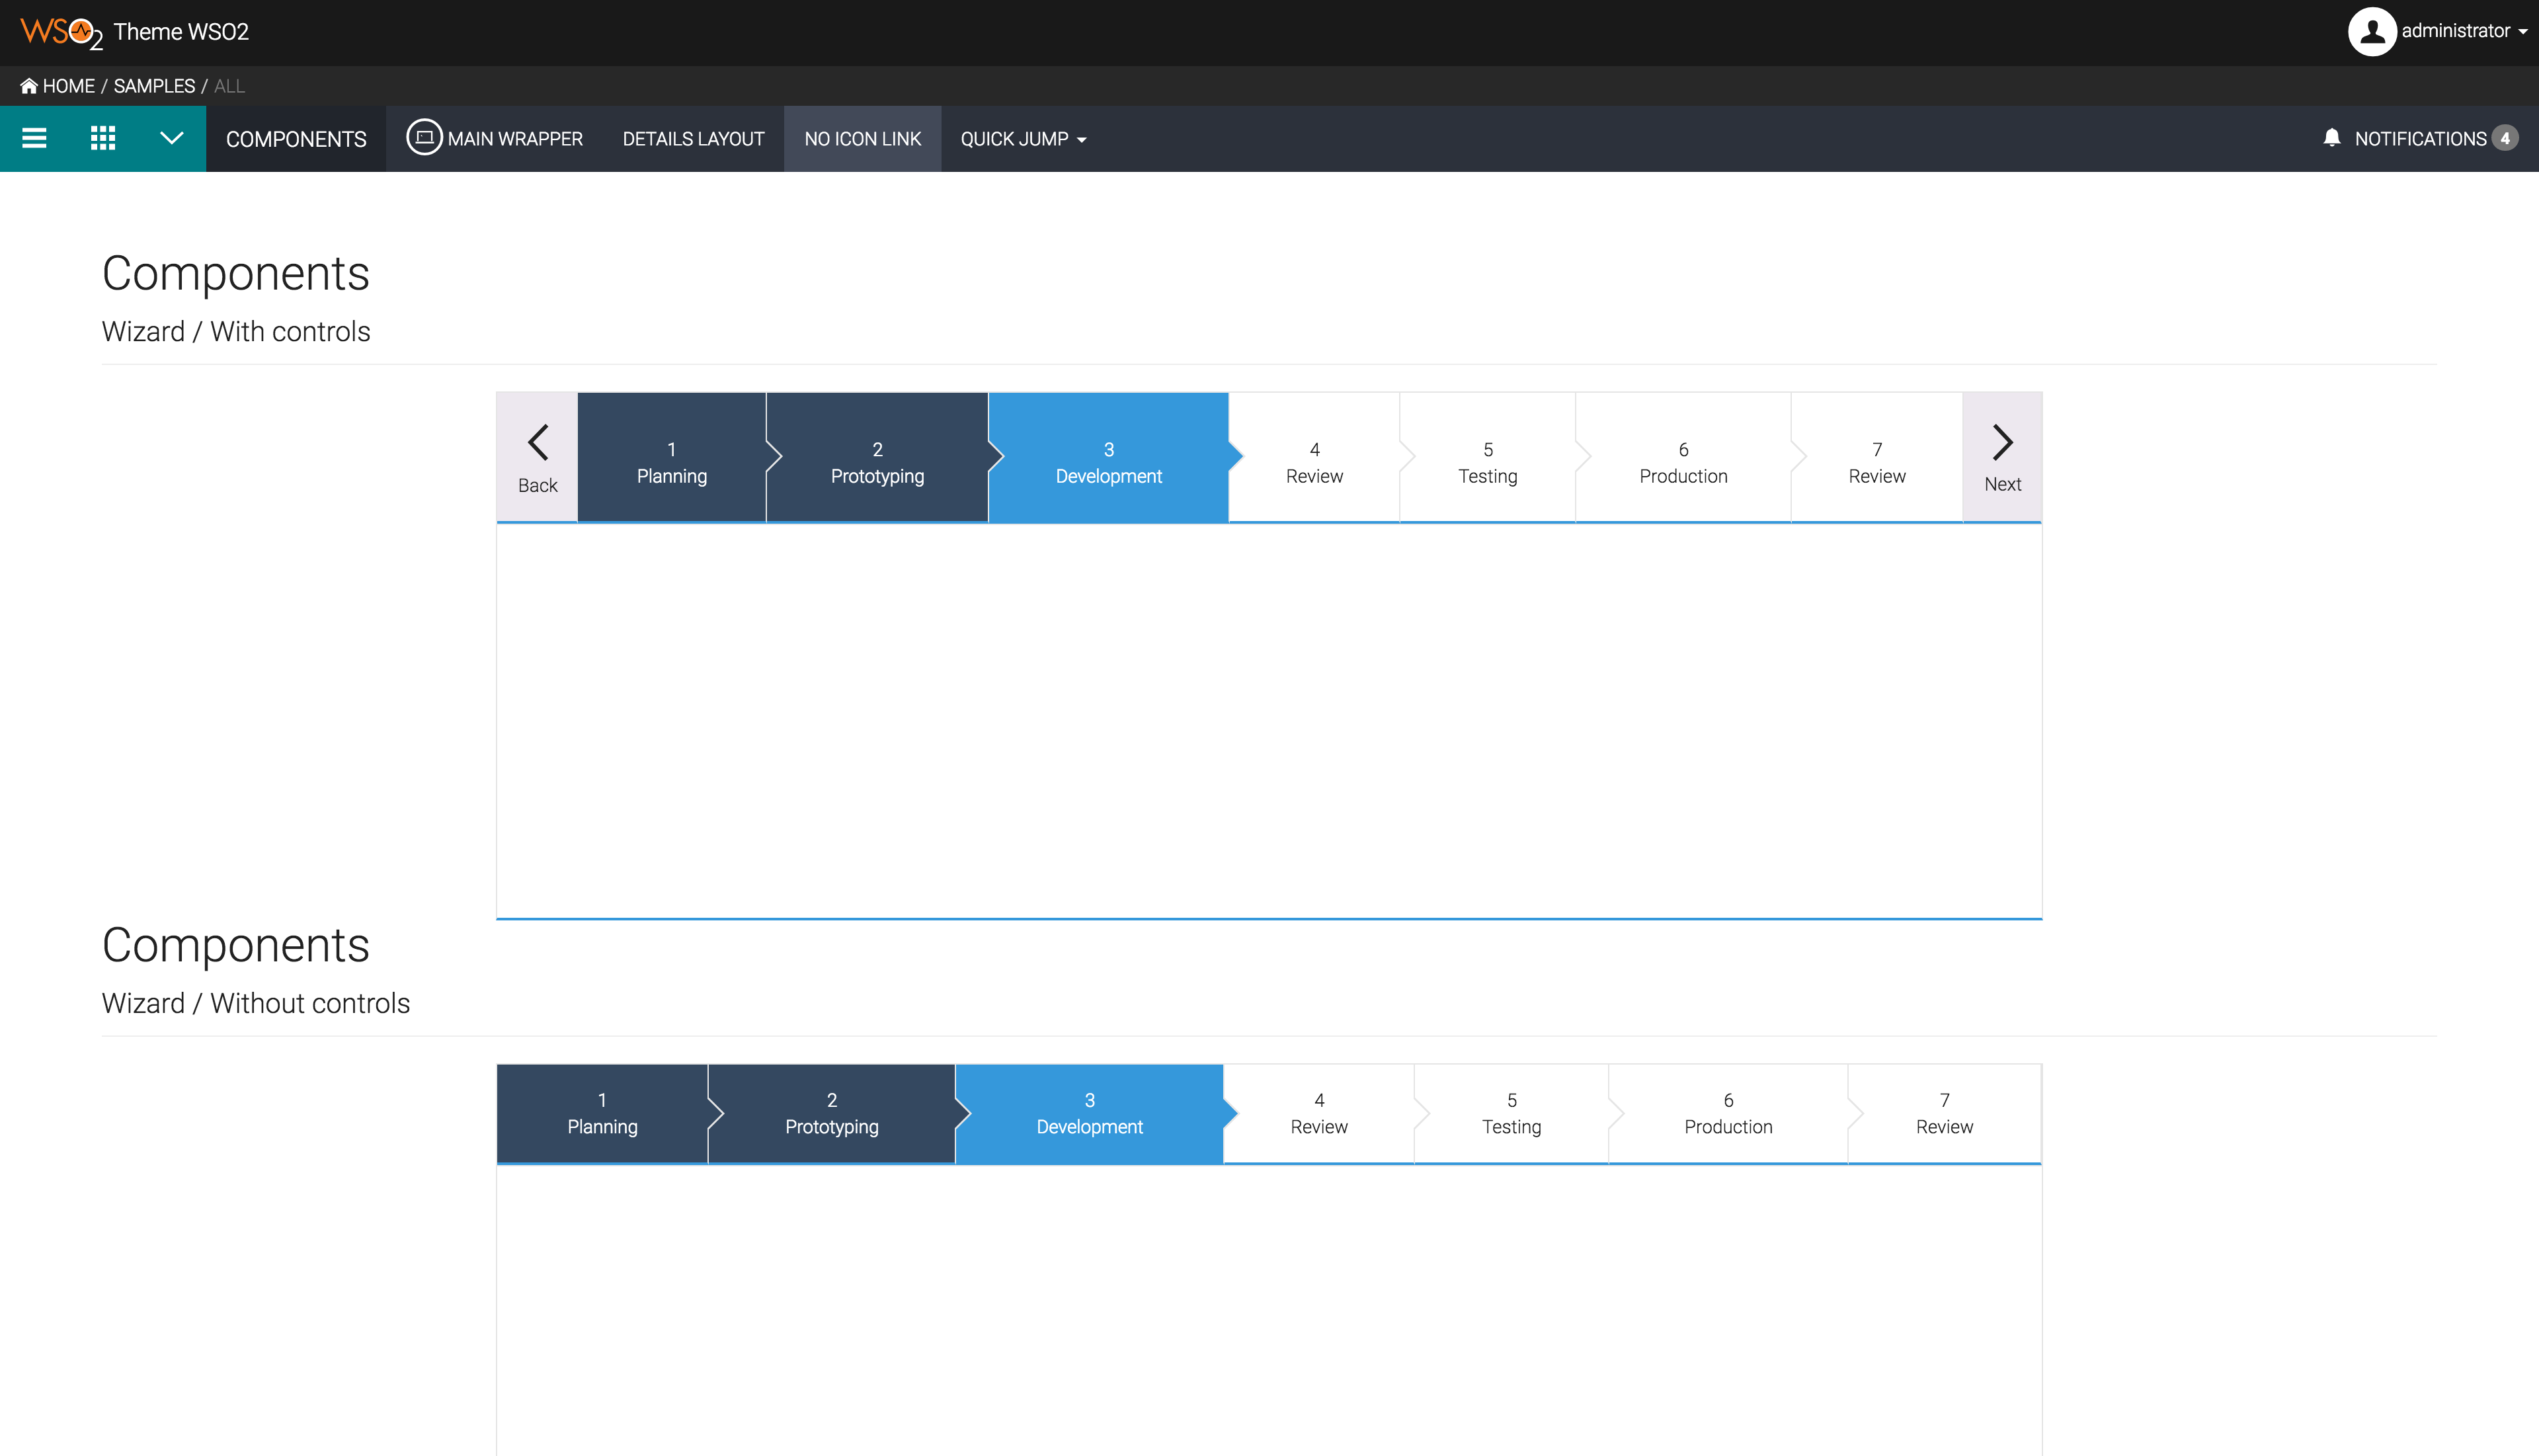 WSO2 Theme WSO2
administrator
HOME / SAMPLES / ALL
COMPONENTS MAIN WRAPPER DETAILS LAYOUT NO ICON LINK QUICK JUMP NOTIFICATIONS 4
Components
Wizard / With controls
1 2 3 4 5 6 7
Back Planning Prototyping Development Review Testing Production Review Next
Components
Wizard / Without controls
1 2 3 4 5 6 7
Planning Prototyping Development Review Testing Production Review